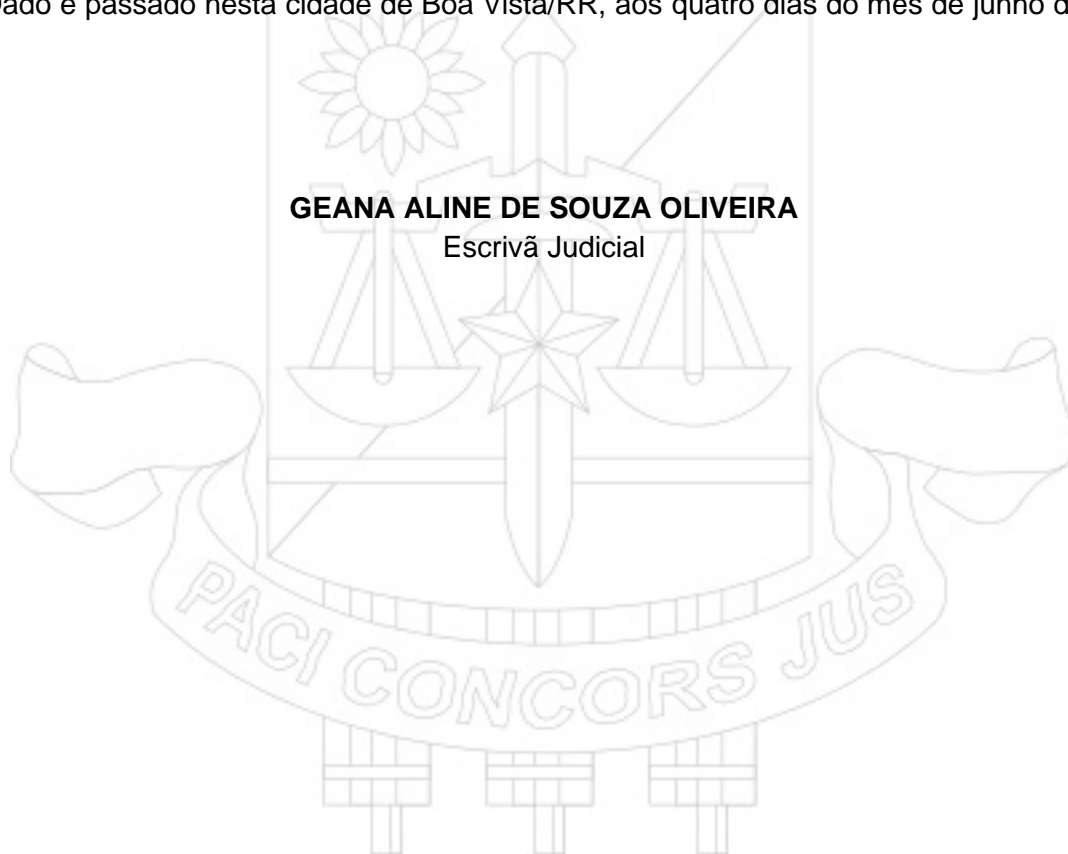 Dado e passado nesta cidade de Boa Vista/RR, aos quatro dias do mês de junho d
GEANA ALINE DE SOUZA OLIVEIRA
Escrivã Judicial
PACI CONCORS JUS